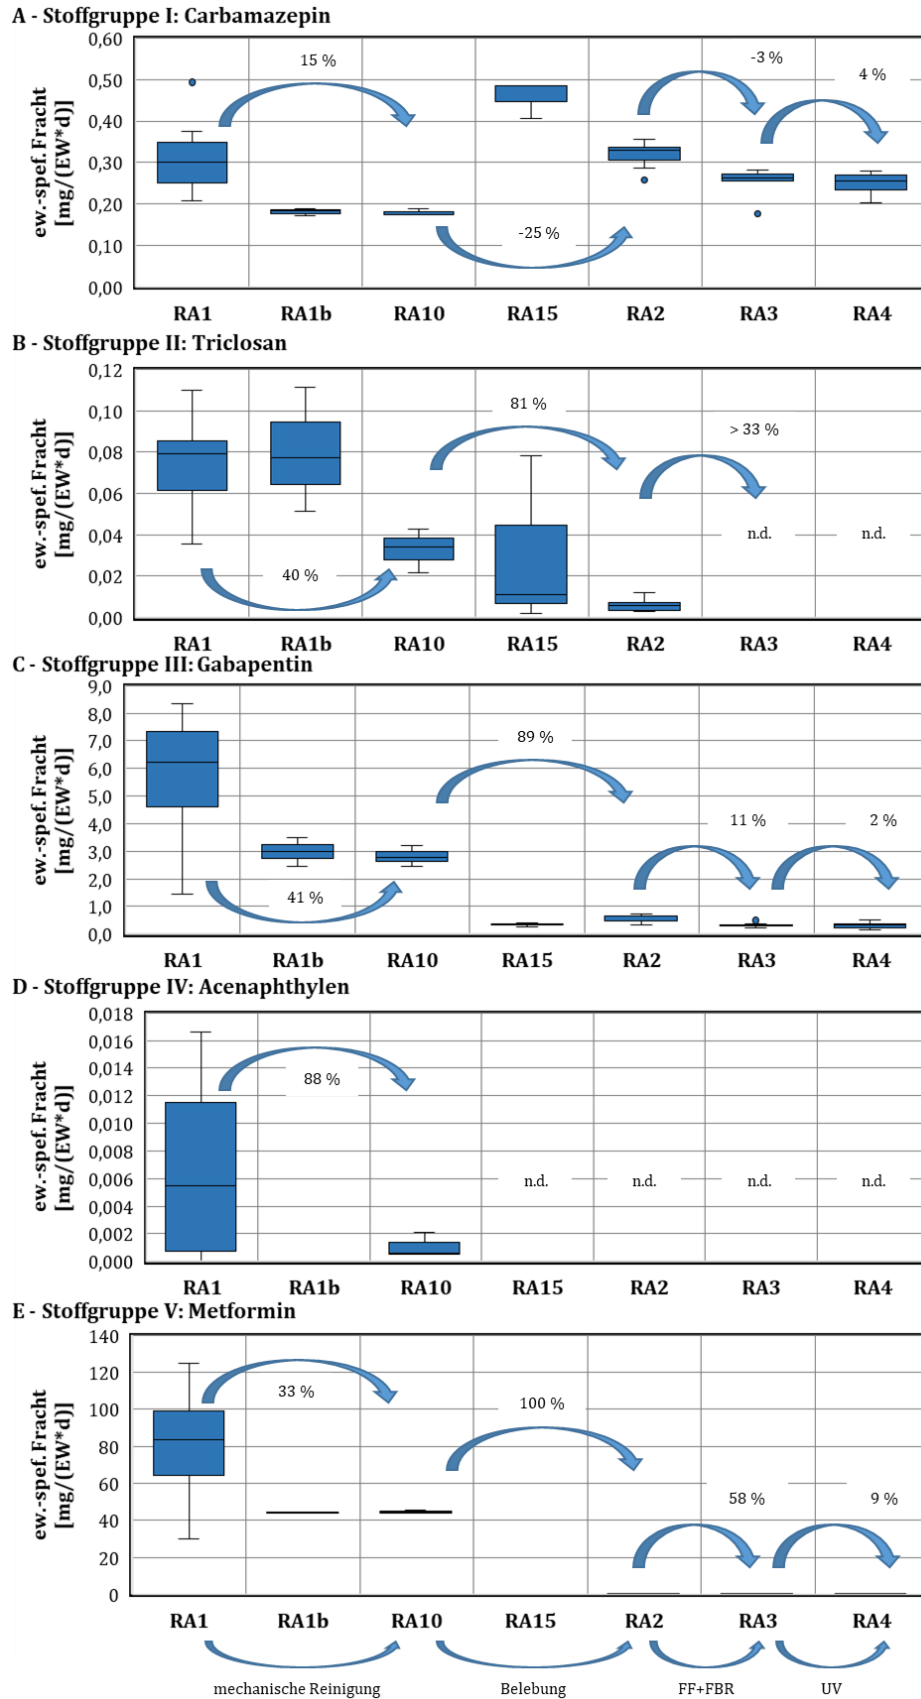 A - Stoffgruppe I: Carbamazepin
ew.-spef.Fracht
[mg/(EW*d)]
0,60
0,50
0,40
0,30
0,20
0,10
0,00
15 %
-3 %
4 %
-25 %
RA1 RA1b RA10 RA15 RA2 RA3 RA4
B - Stoffgruppe II: Triclosan
ew.-spef.Fracht
[mg/(EW*d)]
0,12
0,10
0,08
0,06
0,04
0,02
0,00
81 %
> 33 %
n.d. n.d.
40 %
RA1 RA1b RA10 RA15 RA2 RA3 RA4
C - Stoffgruppe III: Gabapentin
ew.-spef.Fracht
[mg/(EW*d)]
9,0
8,0
7,0
6,0
5,0
4,0
3,0
2,0
1,0
0,0
89 %
11 % 2 %
41 %
RA1 RA1b RA10 RA15 RA2 RA3 RA4
D - Stoffgruppe IV: Acenaphthylen
ew.-spef.Fracht
[mg/(EW*d)]
0,018
0,016
0,014
0,012
0,010
0,008
0,006
0,004
0,002
0,000
88 %
n.d. n.d. n.d. n.d.
RA1 RA1b RA10 RA15 RA2 RA3 RA4
E - Stoffgruppe V: Metformin
ew.-spef.Fracht
[mg/(EW*d)]
140
120
100
80
60
40
20
0
33 %
100 %
58 % 9 %
RA1 RA1b RA10 RA15 RA2 RA3 RA4
mechanische Reinigung Belebung FF+FBR UV